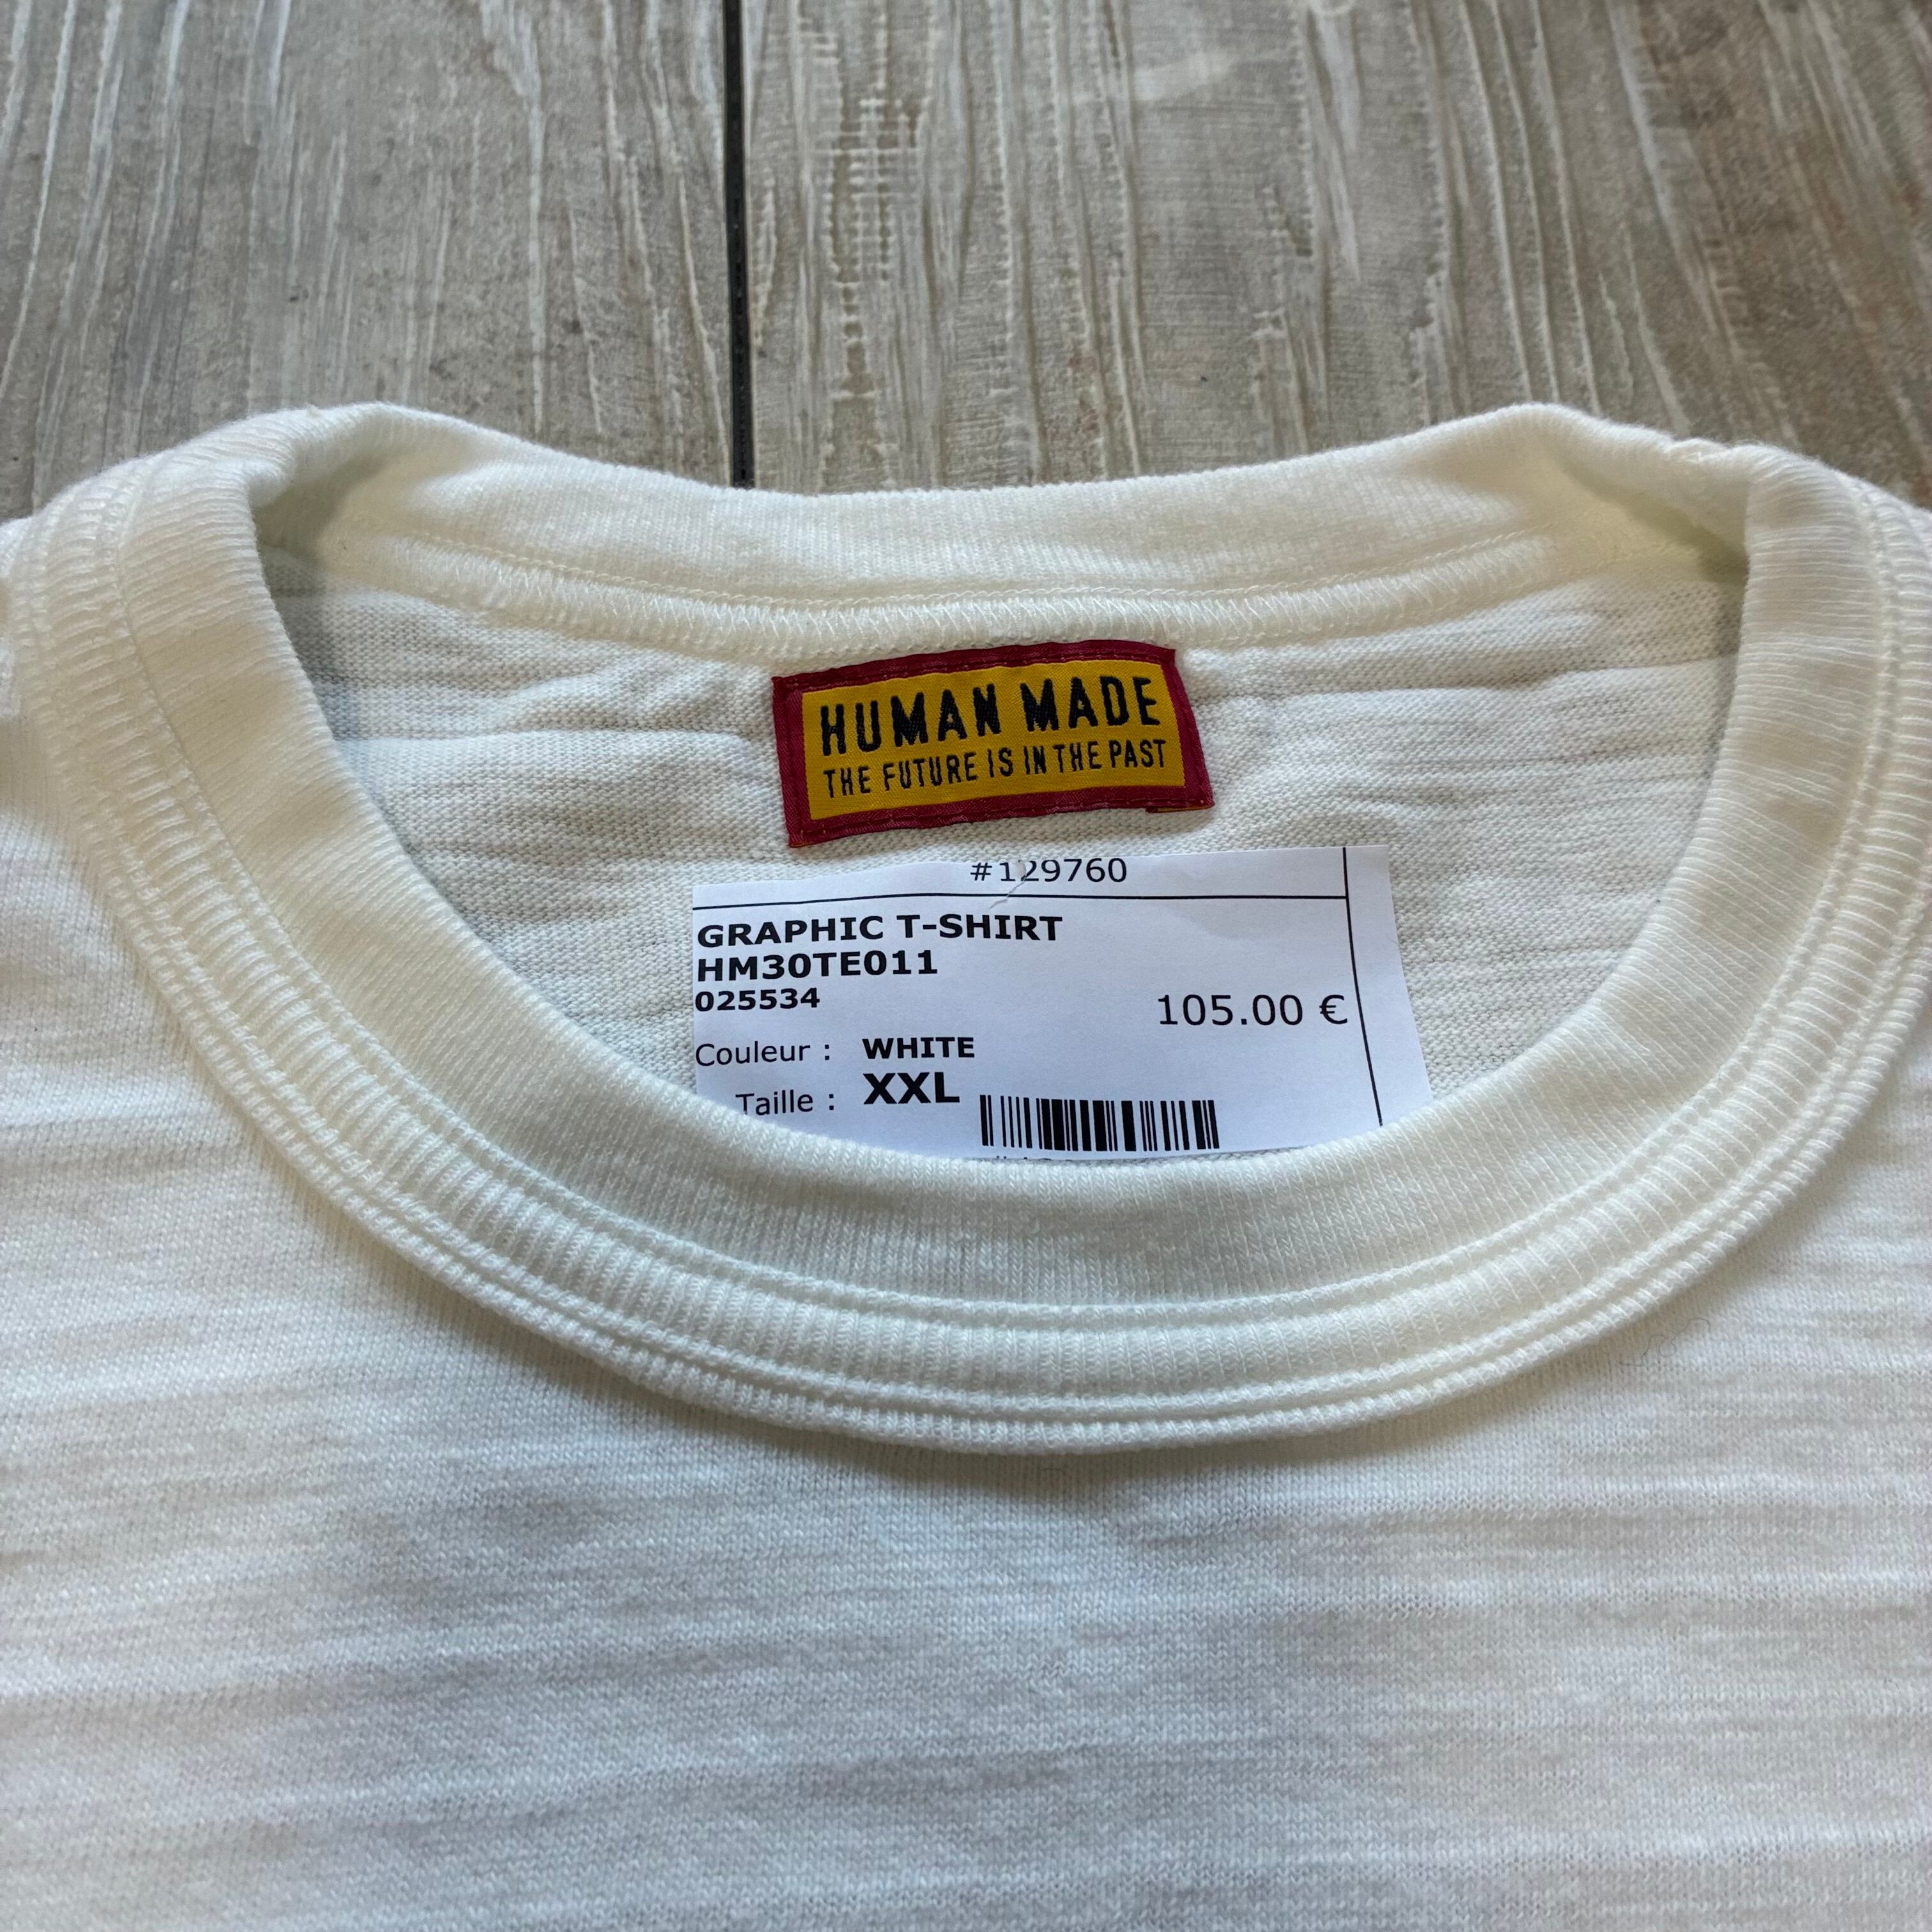 HUMAN MADE
THE FUTURE IS IN THE PAST
#129760
GRAPHIC T-SHIRT
HM30TE011
025534
105.00 €
Couleur : WHITE
Taille : XXL